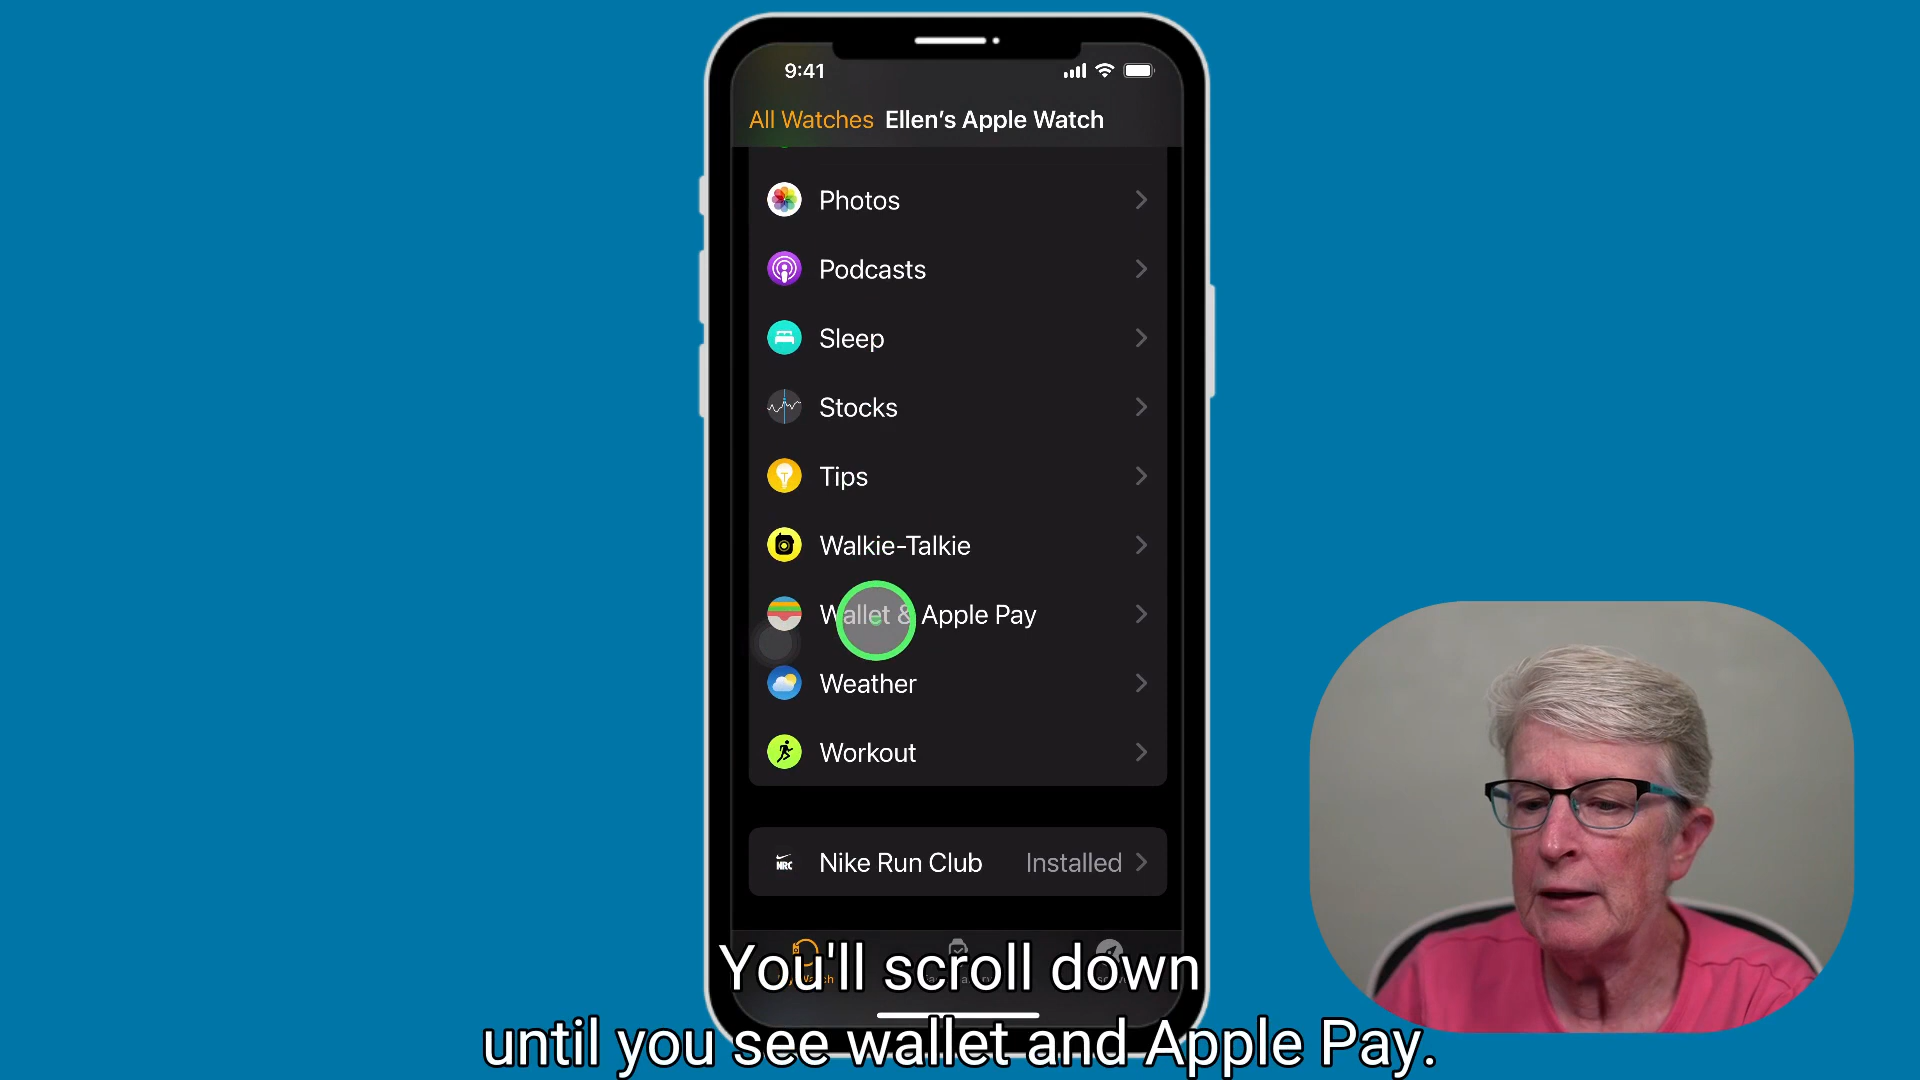 9:41
All Watches Ellen's Apple Watch
Photos
Podcasts
Sleep
Stocks
Tips
Walkie-Talkie
Wallet & Apple Pay
Weather
Workout
NRC
Nike Run Club Installed
You'll scroll down
until you see wallet and Apple Pay.